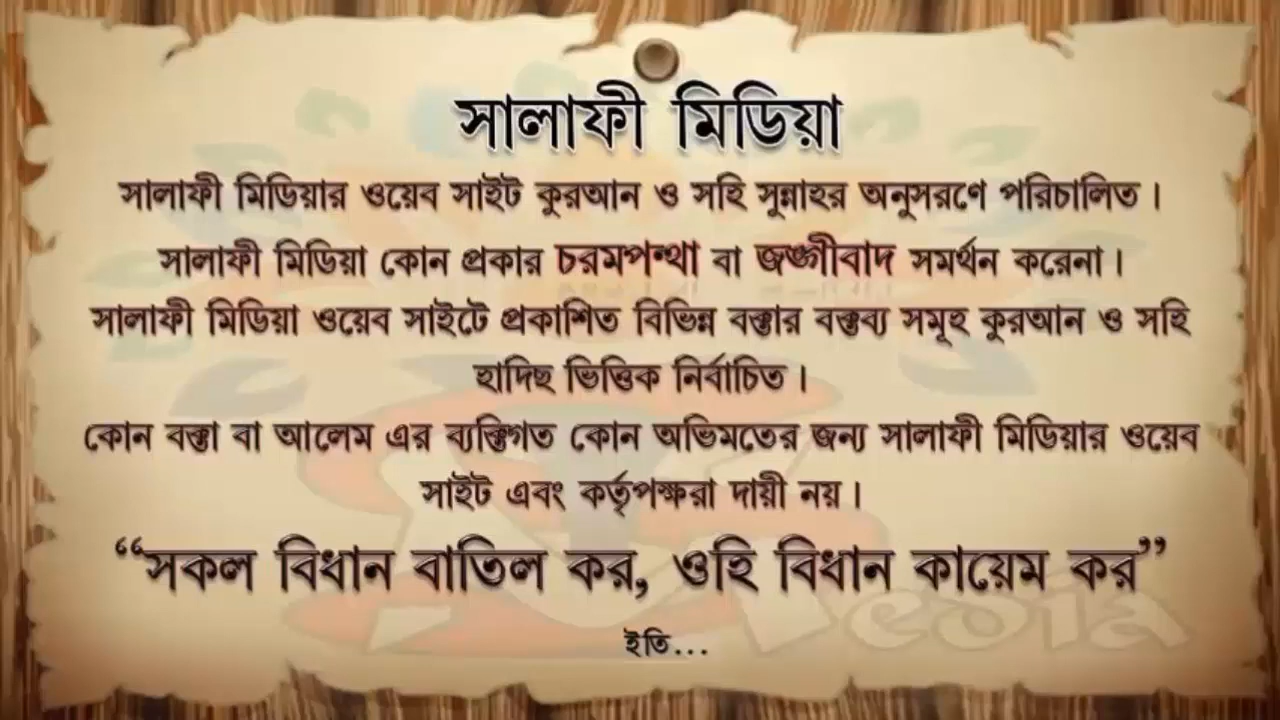 সালাফী মিডিয়া
সালাফী মিডিয়ার ওয়েব সাইট কুরআন ও সহি সুন্নাহর অনুসরণে পরিচালিত।
সালাফী মিডিয়া কোন প্রকার চরমপন্থা বা জঙ্গীবাদ সমর্থন করেনা।
সালাফী মিডিয়া ওয়েব সাইটে প্রকাশিত বিভিন্ন বক্তার বক্তব্য সমূহ কুরআন ও সহি
হাদিছ ভিত্তিক নির্বাচিত।
কোন বক্তা বা আলেম এর ব্যক্তিগত কোন অভিমতের জন্য সালাফী মিডিয়ার ওয়েব
সাইট এবং কর্তৃপক্ষরা দায়ী নয়।
“সকল বিধান বাতিল কর, ওহি বিধান কায়েম কর”
ইতি...